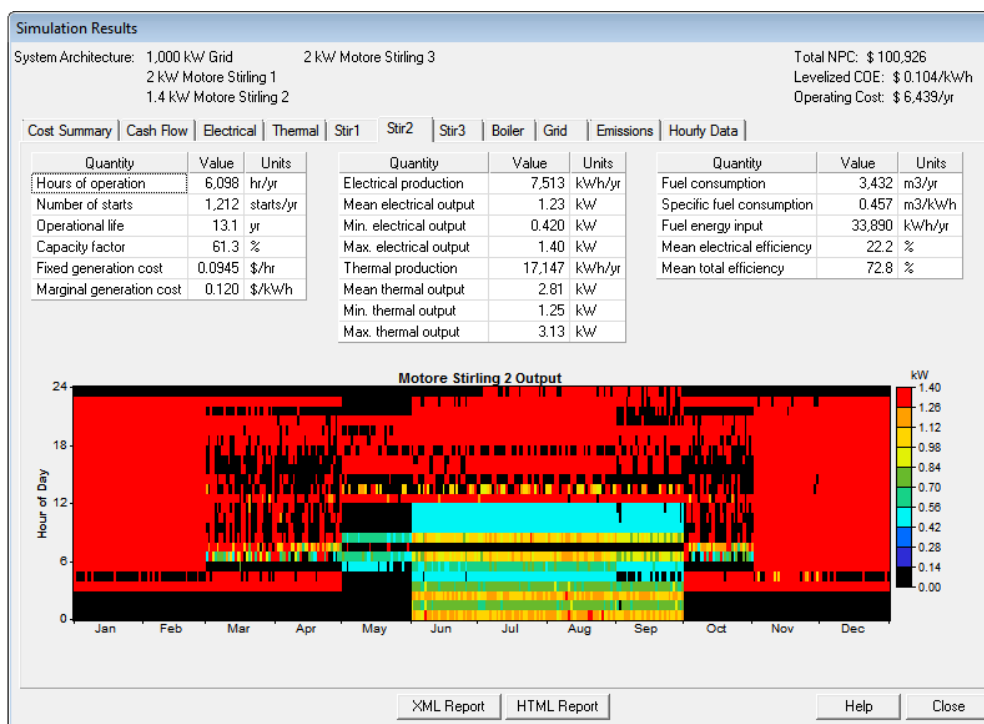 Simulation Results
System Architecture: 1,000 kW Grid 2 kW Motore Stirling 3 Total NPC: $ 100,926
2 kW Motore Stirling 1 Levelized COE: $ 0.104/kWh
1.4 kW Motore Stirling 2 Operating Cost: $ 6,439/yr
Cost Summary Cash Flow Electrical Thermal Stir1 Stir2 Stir3 Boiler Grid Emissions Hourly Data
Quantity Value Units Quantity Value Units Quantity Value Units
Hours of operation 6,098 hr/yr Electrical production 7,513 kWh/yr Fuel consumption 3,432 m3/yr
Number of starts 1,212 starts/yr Mean electrical output 1.23 kW Specific fuel consumption 0.457 m3/kWh
Operational life 13.1 yr Min. electrical output 0.420 kW Fuel energy input 33,890 kWh/yr
Capacity factor 61.3 % Max. electrical output 1.40 kW Mean electrical efficiency 22.2 %
Fixed generation cost 0.0945 $/hr Thermal production 17,147 kWh/yr Mean total efficiency 72.8 %
Marginal generation cost 0.120 $/kWh Mean thermal output 2.81 kW
Min. thermal output 1.25 kW
Max. thermal output 3.13 kW
Motore Stirling 2 Output
kW
Hour of Day
24
18
12
6
0
1.40
1.26
1.12
0.98
0.84
0.70
0.56
0.42
0.28
0.14
0.00
Jan Feb Mar Apr May Jun Jul Aug Sep Oct Nov Dec
XML Report HTML Report Help Close